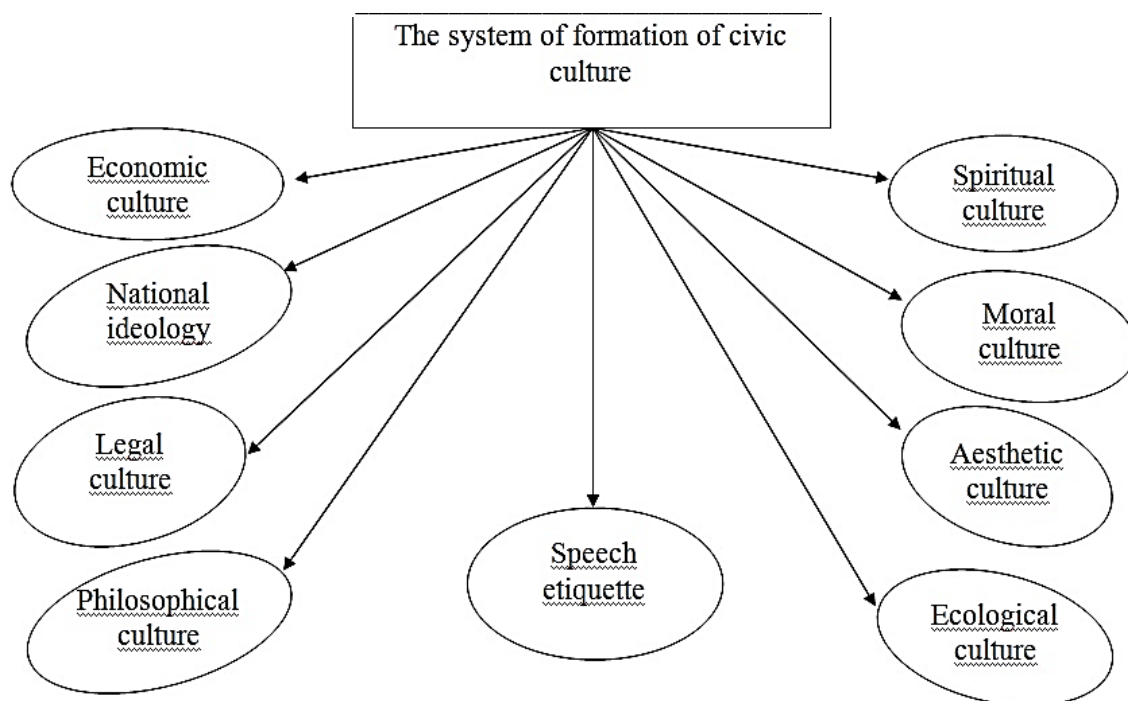 The system of formation of civic
culture
Economic
culture
National
ideology
Legal
culture
Philosophical
culture
Speech
etiquette
Spiritual
culture
Moral
culture
Aesthetic
culture
Ecological
culture